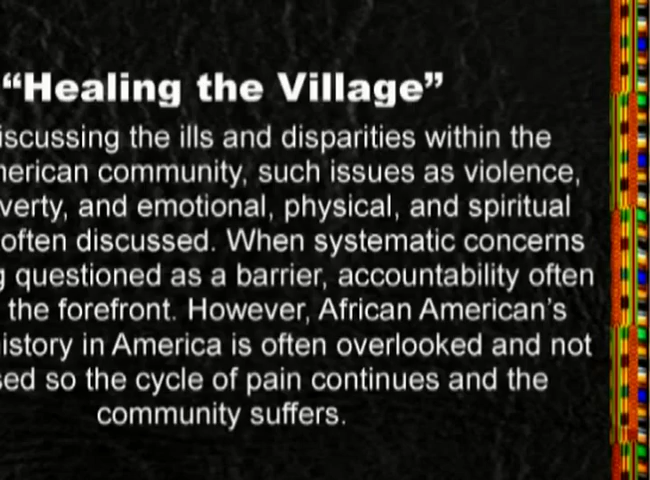 “Healing the Village”
iscussing the ills and disparities within the
erican community, such issues as violence,
verty, and emotional, physical, and spiritual
often discussed. When systematic concerns
g questioned as a barrier, accountability often
the forefront. However, African American’s
istory in America is often overlooked and not
sed so the cycle of pain continues and the
community suffers.